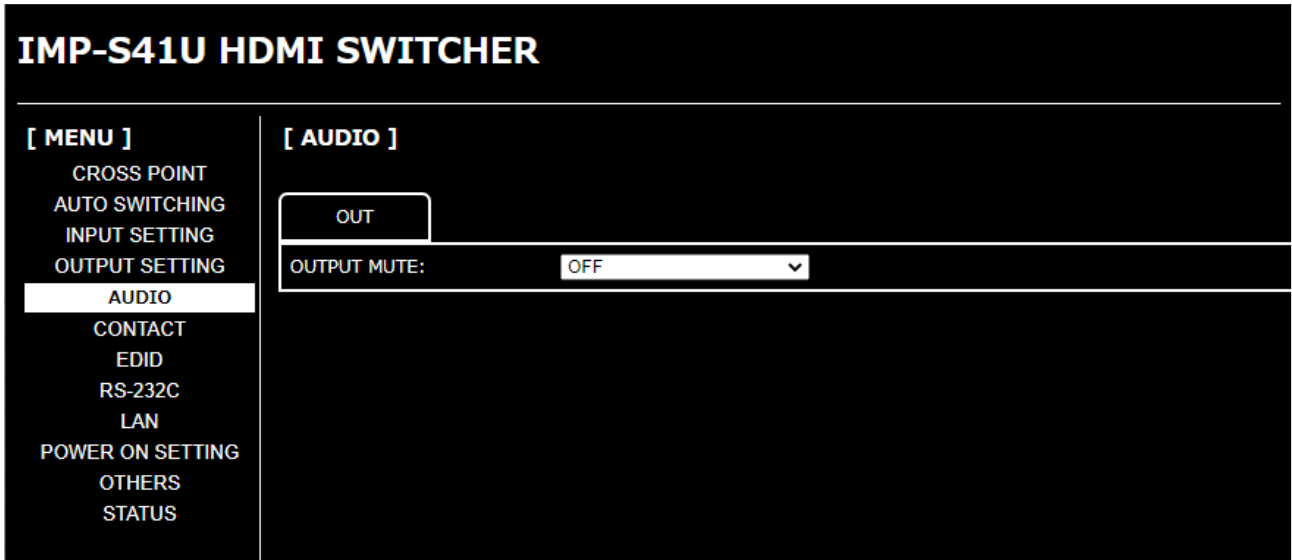 IMP-S41U HDMI SWITCHER
[ MENU ]
CROSS POINT
AUTO SWITCHING
INPUT SETTING
OUTPUT SETTING
AUDIO
CONTACT
EDID
RS-232C
LAN
POWER ON SETTING
OTHERS
STATUS
[ AUDIO ]
OUT
OUTPUT MUTE: OFF